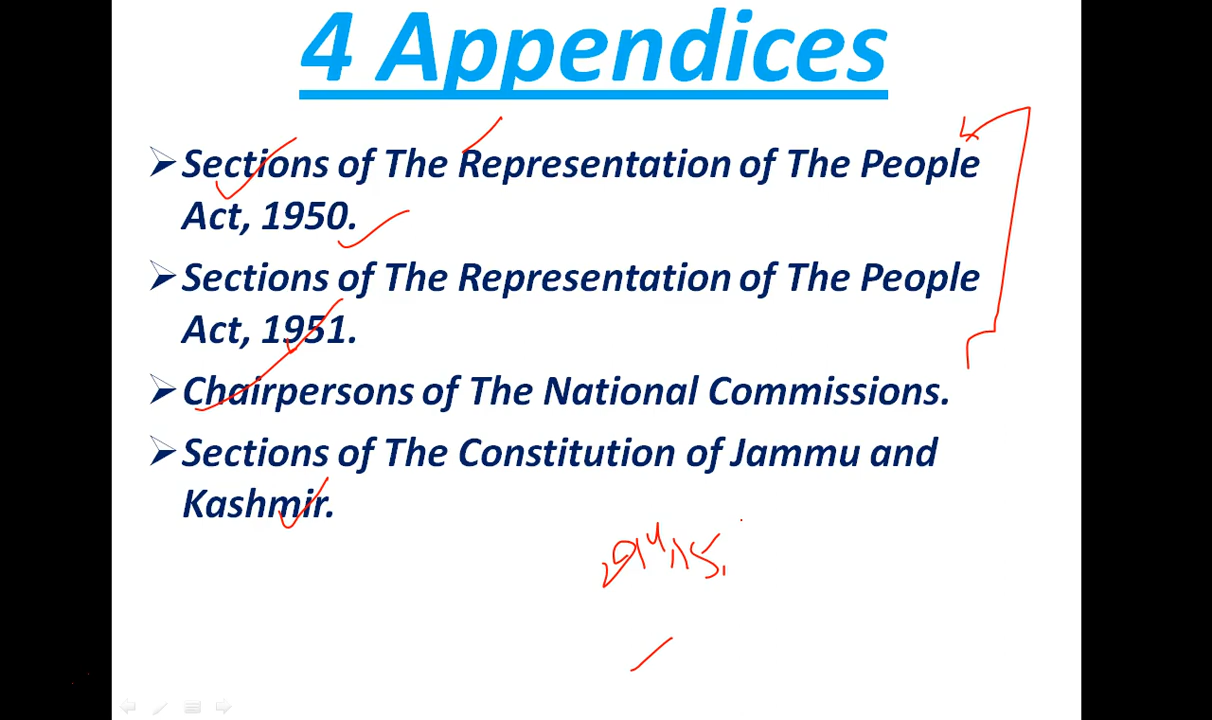 4 Appendices
Sections of The Representation of The People
Act, 1950.
Sections of The Representation of The People
Act, 1951.
Chairpersons of The National Commissions.
Sections of The Constitution of Jammu and
Kashmir.